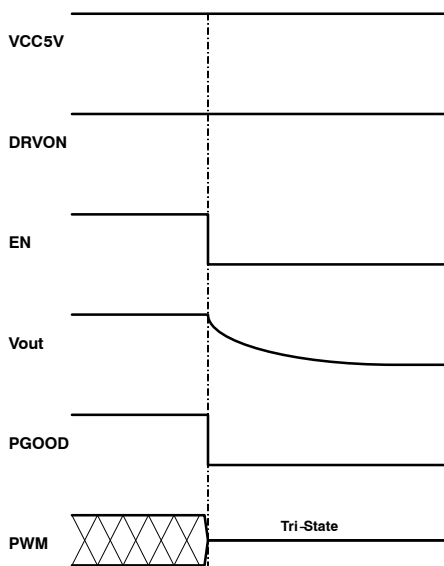 VCC5V
DRVON
EN
Vout
PGOOD
Tri-State
PWM